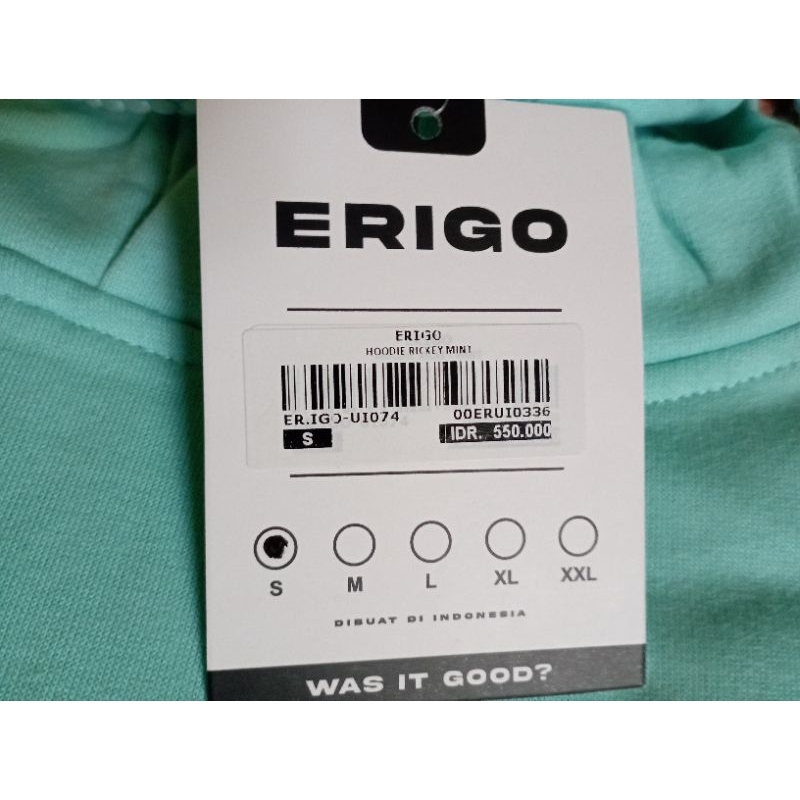 ERIGO
ERIGO
HOODIE RICKEY MINT
ER.IGO-UI074 00ERUI0336
S IDR. 550.000
S M L XL XXL
DIBUAT DI INDONESIA
WAS IT GOOD?